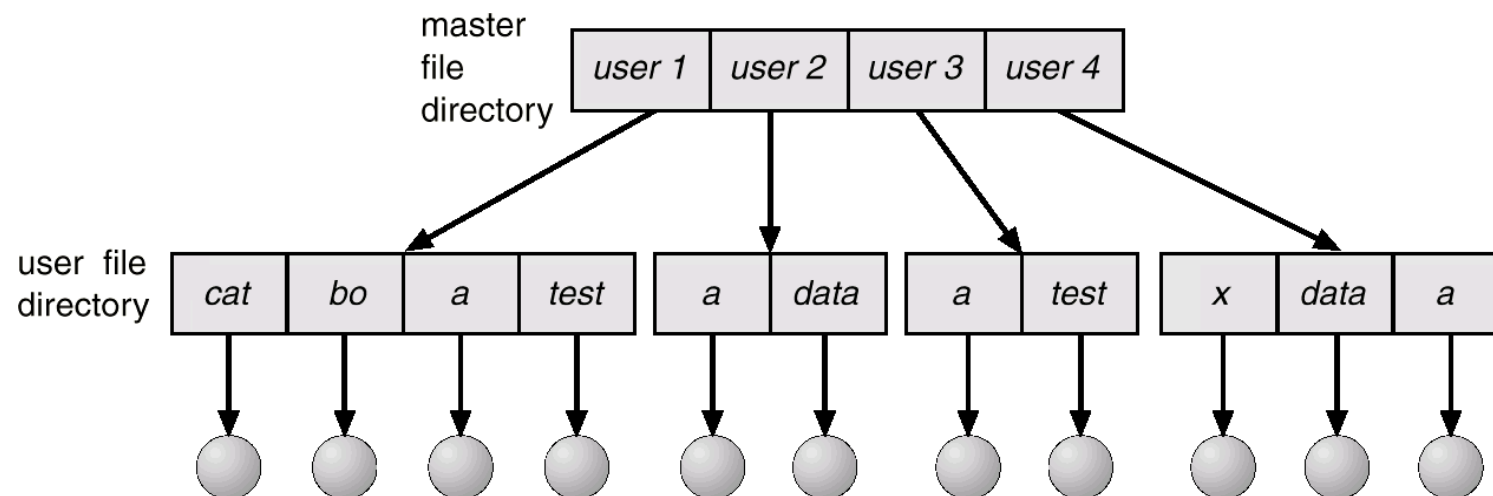 master
file
directory
user 1 user 2 user 3 user 4
user file
directory
cat bo a test a data a test x data a